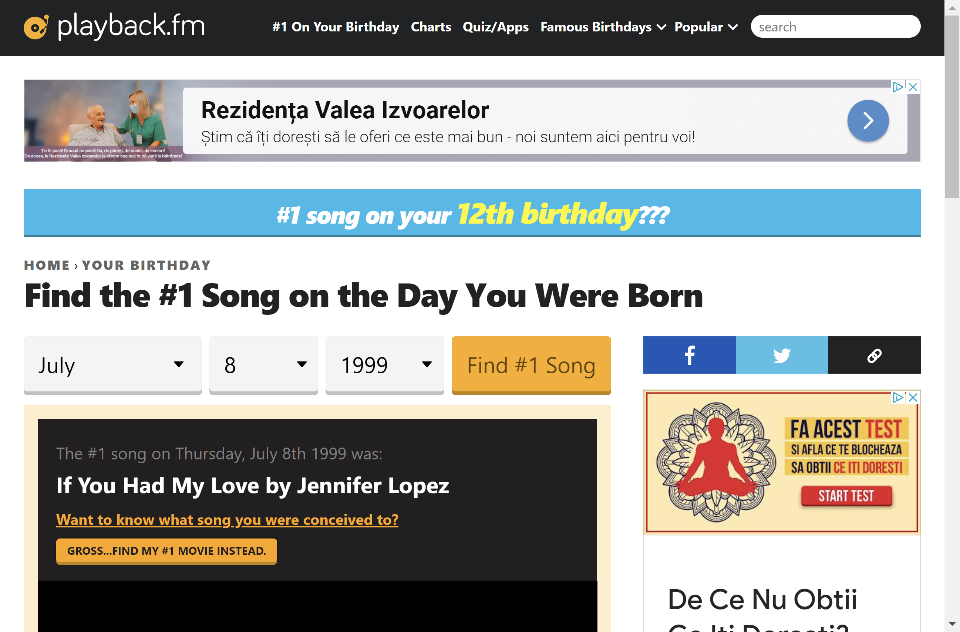 playback.fm
#1 On Your Birthday Charts Quiz/Apps Famous Birthdays Popular search
Rezidența Valea Izvoarelor
Știm că îți dorești să le oferi ce este mai bun - noi suntem aici pentru voi!
#1 song on your 12th birthday???
HOME › YOUR BIRTHDAY
Find the #1 Song on the Day You Were Born
July 8 1999 Find #1 Song
The #1 song on Thursday, July 8th 1999 was:
If You Had My Love by Jennifer Lopez
Want to know what song you were conceived to?
GROSS...FIND MY #1 MOVIE INSTEAD.
FA ACEST TEST
SI AFLA CE TE BLOCHEAZA
SA OBTII CE ITI DORESTI
START TEST
De Ce Nu Obtii
Ce Iti Doresti?